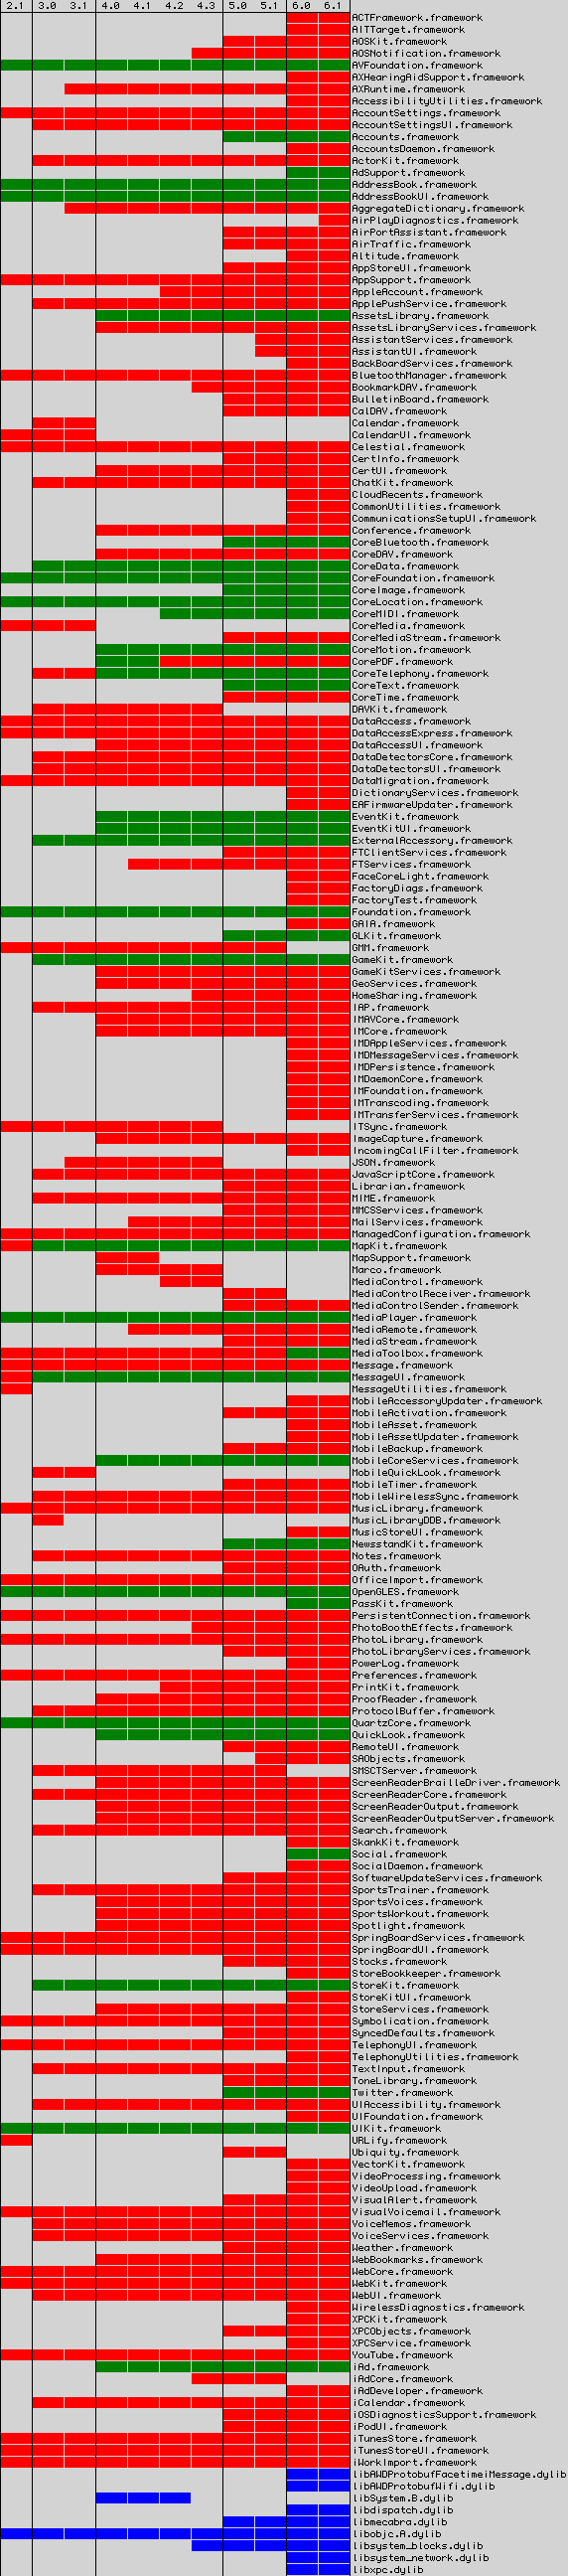 2.1 3.0 3.1 4.0 4.1 4.2 4.3 5.0 5.1 6.0 6.1
ACTFramework.framework
AITTarget.framework
AOSKit.framework
AOSNotification.framework
AVFoundation.framework
AXHearingAidSupport.framework
AXRuntime.framework
AccessibilityUtilities.framework
AccountSettings.framework
AccountSettingsUI.framework
Accounts.framework
AccountsDaemon.framework
ActorKit.framework
AdSupport.framework
AddressBook.framework
AddressBookUI.framework
AggregateDictionary.framework
AirPlayDiagnostics.framework
AirPortAssistant.framework
AirTraffic.framework
Altitude.framework
AppStoreUI.framework
AppSupport.framework
AppleAccount.framework
ApplePushService.framework
AssetsLibrary.framework
AssetsLibraryServices.framework
AssistantServices.framework
AssistantUI.framework
BackBoardServices.framework
BluetoothManager.framework
BookmarkDAV.framework
BulletinBoard.framework
CalDAV.framework
Calendar.framework
CalendarUI.framework
Celestial.framework
CertInfo.framework
CertUI.framework
ChatKit.framework
CloudRecents.framework
CommonUtilities.framework
CommunicationsSetupUI.framework
Conference.framework
CoreBluetooth.framework
CoreDAV.framework
CoreData.framework
CoreFoundation.framework
CoreImage.framework
CoreLocation.framework
CoreMIDI.framework
CoreMedia.framework
CoreMediaStream.framework
CoreMotion.framework
CorePDF.framework
CoreTelephony.framework
CoreText.framework
CoreTime.framework
DAVKit.framework
DataAccess.framework
DataAccessExpress.framework
DataAccessUI.framework
DataDetectorsCore.framework
DataDetectorsUI.framework
DataMigration.framework
DictionaryServices.framework
EAFirmwareUpdater.framework
EventKit.framework
EventKitUI.framework
ExternalAccessory.framework
FTClientServices.framework
FTServices.framework
FaceCoreLight.framework
FactoryDiags.framework
FactoryTest.framework
Foundation.framework
GAIA.framework
GLKit.framework
GMM.framework
GameKit.framework
GameKitServices.framework
GeoServices.framework
HomeSharing.framework
IAP.framework
IMAVCore.framework
IMCore.framework
IMDAppleServices.framework
IMDMessageServices.framework
IMDPersistence.framework
IMDaemonCore.framework
IMFoundation.framework
IMTranscoding.framework
IMTransferServices.framework
ITSync.framework
ImageCapture.framework
IncomingCallFilter.framework
JSON.framework
JavaScriptCore.framework
Librarian.framework
MIME.framework
MMCSServices.framework
MailServices.framework
ManagedConfiguration.framework
MapKit.framework
MapSupport.framework
Marco.framework
MediaControl.framework
MediaControlReceiver.framework
MediaControlSender.framework
MediaPlayer.framework
MediaRemote.framework
MediaStream.framework
MediaToolbox.framework
Message.framework
MessageUI.framework
MessageUtilities.framework
MobileAccessoryUpdater.framework
MobileActivation.framework
MobileAsset.framework
MobileAssetUpdater.framework
MobileBackup.framework
MobileCoreServices.framework
MobileQuickLook.framework
MobileTimer.framework
MobileWirelessSync.framework
MusicLibrary.framework
MusicLibraryDDB.framework
MusicStoreUI.framework
NewsstandKit.framework
Notes.framework
OAuth.framework
OfficeImport.framework
OpenGLES.framework
PassKit.framework
PersistentConnection.framework
PhotoBoothEffects.framework
PhotoLibrary.framework
PhotoLibraryServices.framework
PowerLog.framework
Preferences.framework
PrintKit.framework
ProofReader.framework
ProtocolBuffer.framework
QuartzCore.framework
QuickLook.framework
RemoteUI.framework
SAObjects.framework
SMSCTServer.framework
ScreenReaderBrailleDriver.framework
ScreenReaderCore.framework
ScreenReaderOutput.framework
ScreenReaderOutputServer.framework
Search.framework
SkankKit.framework
Social.framework
SocialDaemon.framework
SoftwareUpdateServices.framework
SportsTrainer.framework
SportsVoices.framework
SportsWorkout.framework
Spotlight.framework
SpringBoardServices.framework
SpringBoardUI.framework
Stocks.framework
StoreBookkeeper.framework
StoreKit.framework
StoreKitUI.framework
StoreServices.framework
Symbolication.framework
SyncedDefaults.framework
TelephonyUI.framework
TelephonyUtilities.framework
TextInput.framework
ToneLibrary.framework
Twitter.framework
UIAccessibility.framework
UIFoundation.framework
UIKit.framework
URLify.framework
Ubiquity.framework
VectorKit.framework
VideoProcessing.framework
VideoUpload.framework
VisualAlert.framework
VisualVoicemail.framework
VoiceMemos.framework
VoiceServices.framework
Weather.framework
WebBookmarks.framework
WebCore.framework
WebKit.framework
WebUI.framework
WirelessDiagnostics.framework
XPCKit.framework
XPCObjects.framework
XPCService.framework
YouTube.framework
iAd.framework
iAdCore.framework
iAdDeveloper.framework
iCalendar.framework
iOSDiagnosticsSupport.framework
iPodUI.framework
iTunesStore.framework
iTunesStoreUI.framework
iWorkImport.framework
libAWDProtobufFacetimeiMessage.dylib
libAWDProtobufWifi.dylib
libSystem.B.dylib
libdispatch.dylib
libmecabra.dylib
libobjc.A.dylib
libsystem_blocks.dylib
libsystem_network.dylib
libxpc.dylib